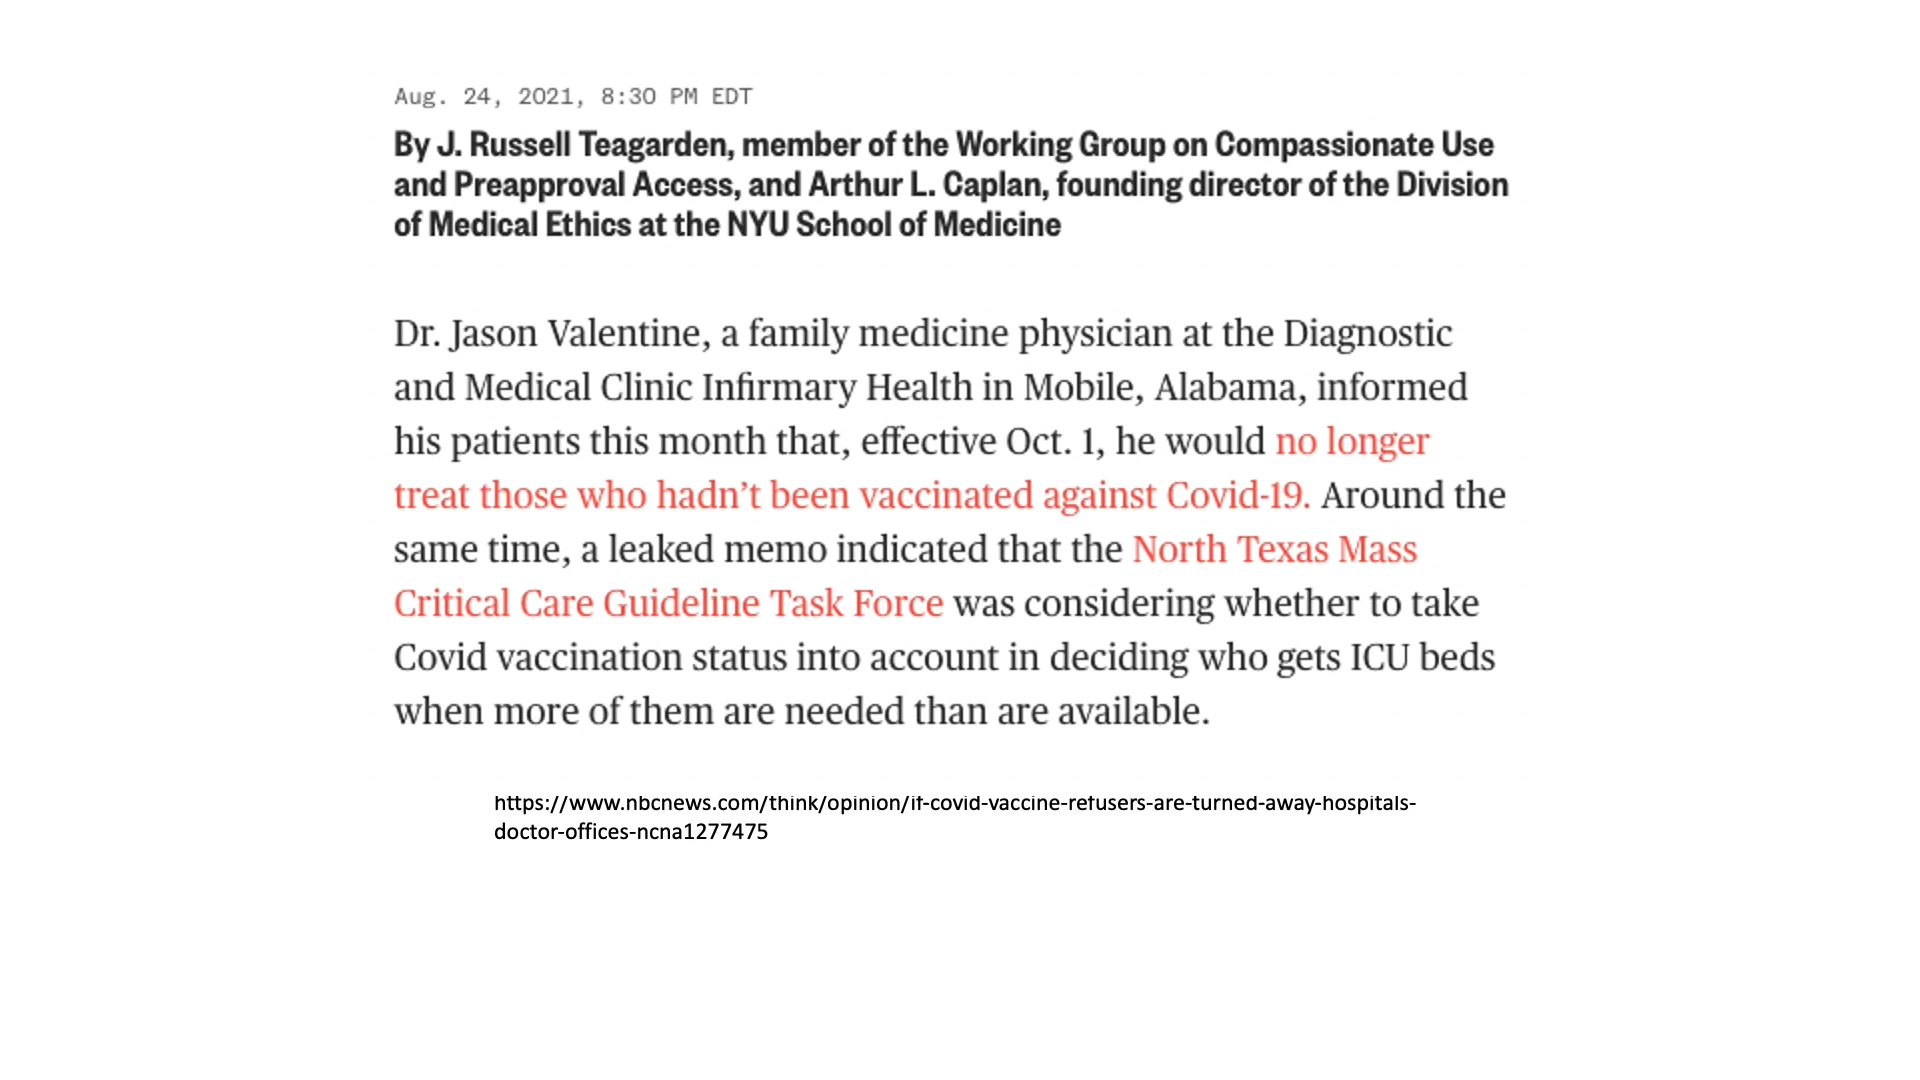 Aug. 24, 2021, 8:30 PM EDT
By J. Russell Teagarden, member of the Working Group on Compassionate Use
and Preapproval Access, and Arthur L. Caplan, founding director of the Division
of Medical Ethics at the NYU School of Medicine
Dr. Jason Valentine, a family medicine physician at the Diagnostic
and Medical Clinic Infirmary Health in Mobile, Alabama, informed
his patients this month that, effective Oct. 1, he would no longer
treat those who hadn’t been vaccinated against Covid-19. Around the
same time, a leaked memo indicated that the North Texas Mass
Critical Care Guideline Task Force was considering whether to take
Covid vaccination status into account in deciding who gets ICU beds
when more of them are needed than are available.
https://www.nbcnews.com/think/opinion/if-covid-vaccine-refusers-are-turned-away-hospitals-
doctor-offices-ncna1277475